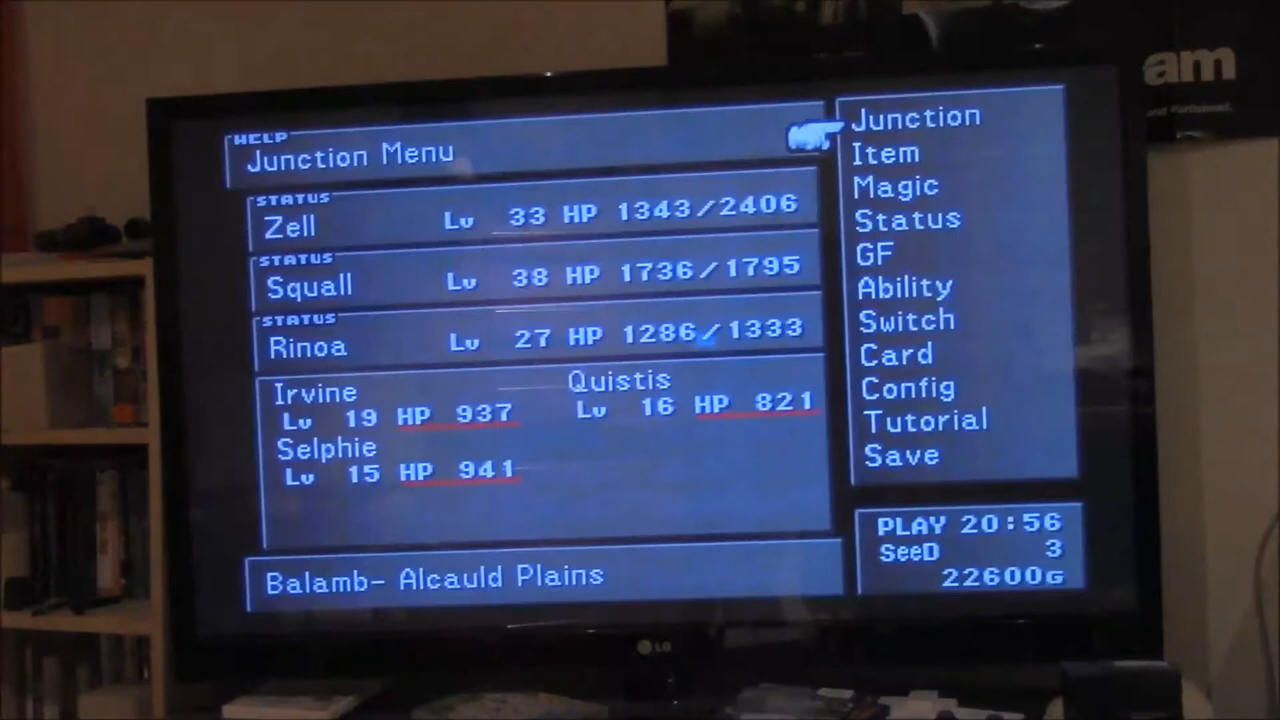 am
HELP
Junction Menu
STATUS
Zell Lv 33 HP 1343/2406
STATUS
Squall Lv 38 HP 1736/1795
STATUS
Rinoa Lv 27 HP 1286/1333
Irvine
Lv 19 HP 937
Quistis
Lv 16 HP 821
Selphie
Lv 15 HP 941
Balamb- Alcauld Plains
Junction
Item
Magic
Status
GF
Ability
Switch
Card
Config
Tutorial
Save
PLAY 20:56
SeeD 3
22600G
LG